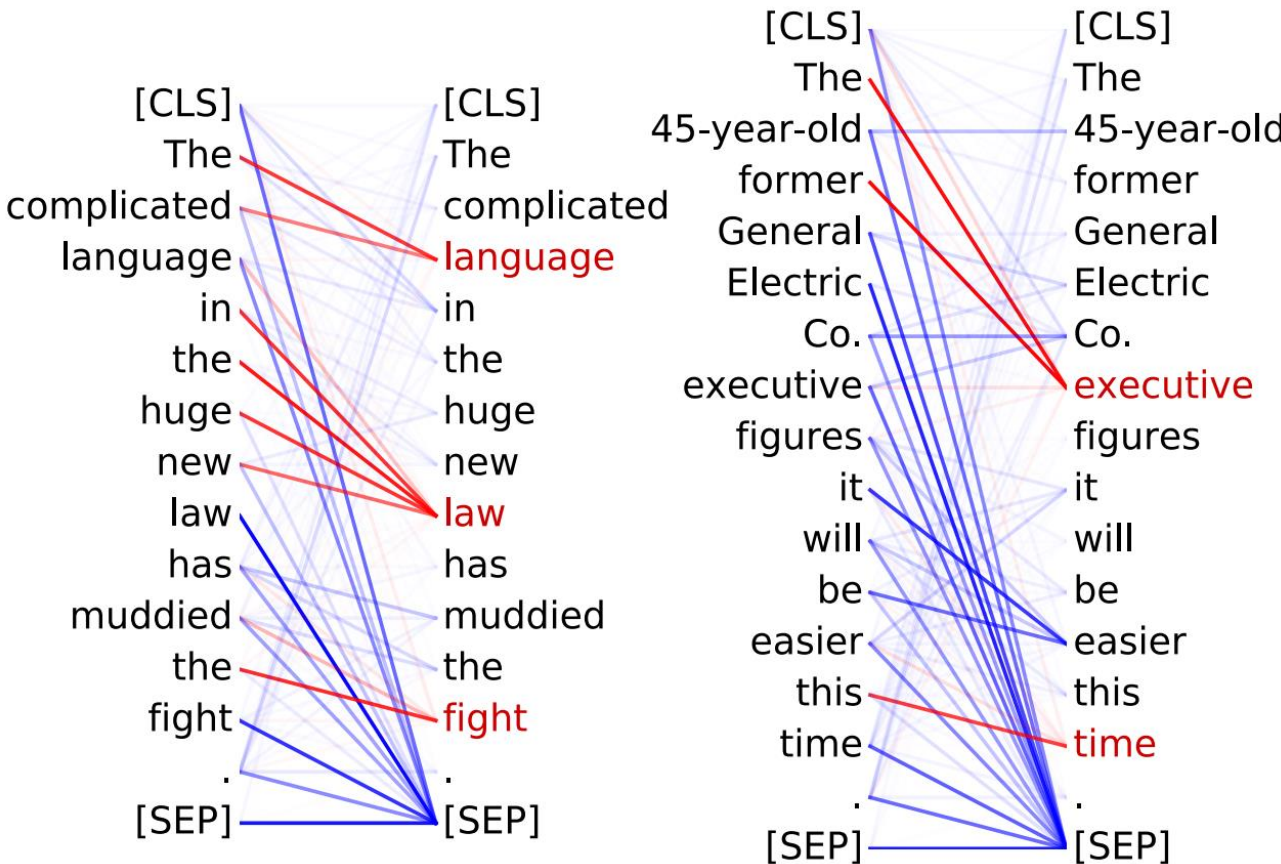 [CLS] [CLS]
The The
complicated complicated
language language
in in
the the
huge huge
new new
law law
has has
muddied muddied
the the
fight fight
. .
[SEP] [SEP]
[CLS] [CLS]
The The
45-year-old 45-year-old
former former
General General
Electric Electric
Co. Co.
executive executive
figures figures
it it
will will
be be
easier easier
this this
time time
. .
[SEP] [SEP]